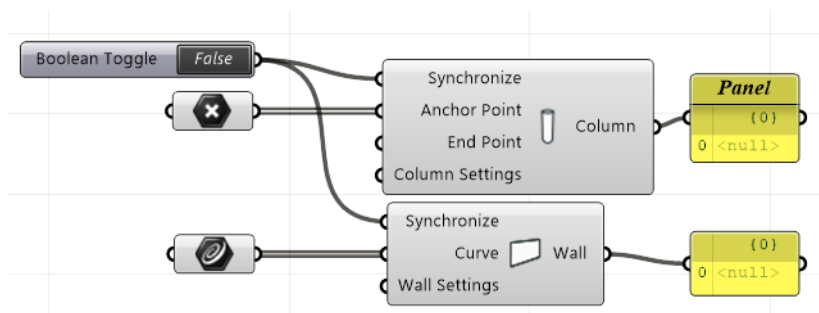 Boolean Toggle False
Synchronize
Anchor Point
End Point
Column Settings
Column
Panel
{0}
0 <null>
Synchronize
Curve
Wall Settings
Wall
{0}
0 <null>